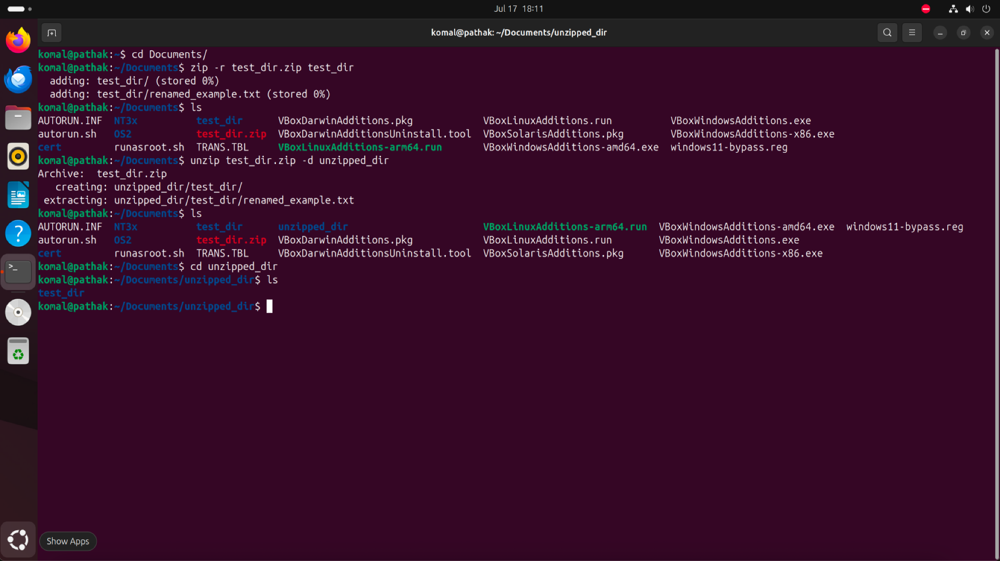 Jul 17 18:11
komal@pathak: ~/Documents/unzipped_dir
komal@pathak:~$ cd Documents/
komal@pathak:~/Documents$ zip -r test_dir.zip test_dir
  adding: test_dir/ (stored 0%)
  adding: test_dir/renamed_example.txt (stored 0%)
komal@pathak:~/Documents$ ls
AUTORUN.INF  NT3x          test_dir      VBoxDarwinAdditions.pkg           VBoxLinuxAdditions.run          VBoxWindowsAdditions.exe
autorun.sh   OS2           test_dir.zip  VBoxDarwinAdditionsUninstall.tool  VBoxSolarisAdditions.pkg        VBoxWindowsAdditions-x86.exe
cert         runasroot.sh  TRANS.TBL     VBoxLinuxAdditions-arm64.run       VBoxWindowsAdditions-amd64.exe  windows11-bypass.reg
komal@pathak:~/Documents$ unzip test_dir.zip -d unzipped_dir
Archive:  test_dir.zip
   creating: unzipped_dir/test_dir/
 extracting: unzipped_dir/test_dir/renamed_example.txt
komal@pathak:~/Documents$ ls
AUTORUN.INF  NT3x          test_dir      unzipped_dir                       VBoxLinuxAdditions-arm64.run  VBoxWindowsAdditions-amd64.exe  windows11-bypass.reg
autorun.sh   OS2           test_dir.zip  VBoxDarwinAdditions.pkg            VBoxLinuxAdditions.run        VBoxWindowsAdditions.exe
cert         runasroot.sh  TRANS.TBL     VBoxDarwinAdditionsUninstall.tool  VBoxSolarisAdditions.pkg      VBoxWindowsAdditions-x86.exe
komal@pathak:~/Documents$ cd unzipped_dir
komal@pathak:~/Documents/unzipped_dir$ ls
test_dir
komal@pathak:~/Documents/unzipped_dir$
Show Apps